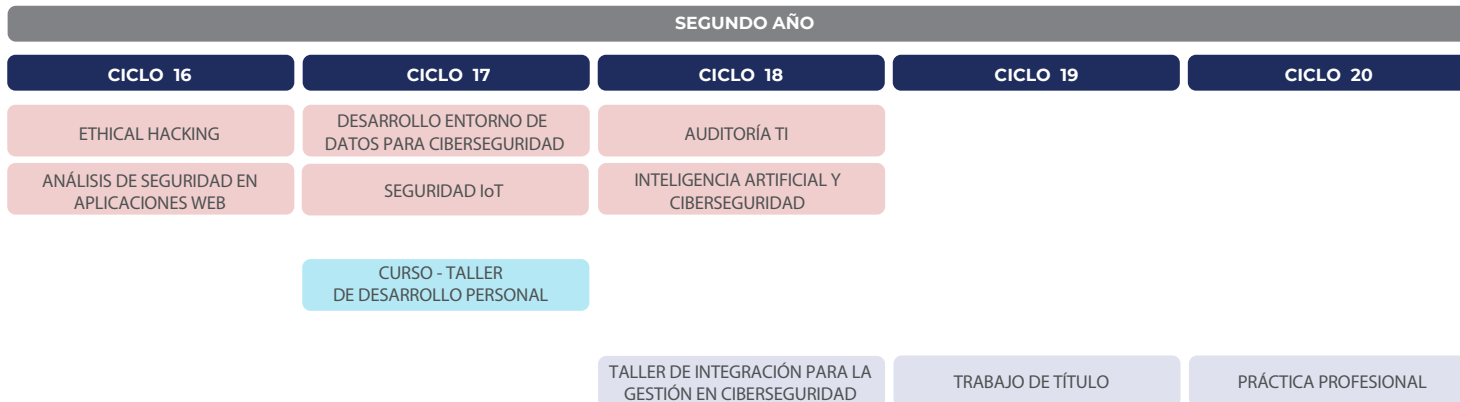 SEGUNDO AÑO
CICLO 16
CICLO 17
CICLO 18
CICLO 19
CICLO 20
ETHICAL HACKING
DESARROLLO ENTORNO DE
DATOS PARA CIBERSEGURIDAD
AUDITORÍA TI
ANÁLISIS DE SEGURIDAD EN
APLICACIONES WEB
SEGURIDAD IoT
INTELIGENCIA ARTIFICIAL Y
CIBERSEGURIDAD
CURSO - TALLER
DE DESARROLLO PERSONAL
TALLER DE INTEGRACIÓN PARA LA
GESTIÓN EN CIBERSEGURIDAD
TRABAJO DE TÍTULO
PRÁCTICA PROFESIONAL